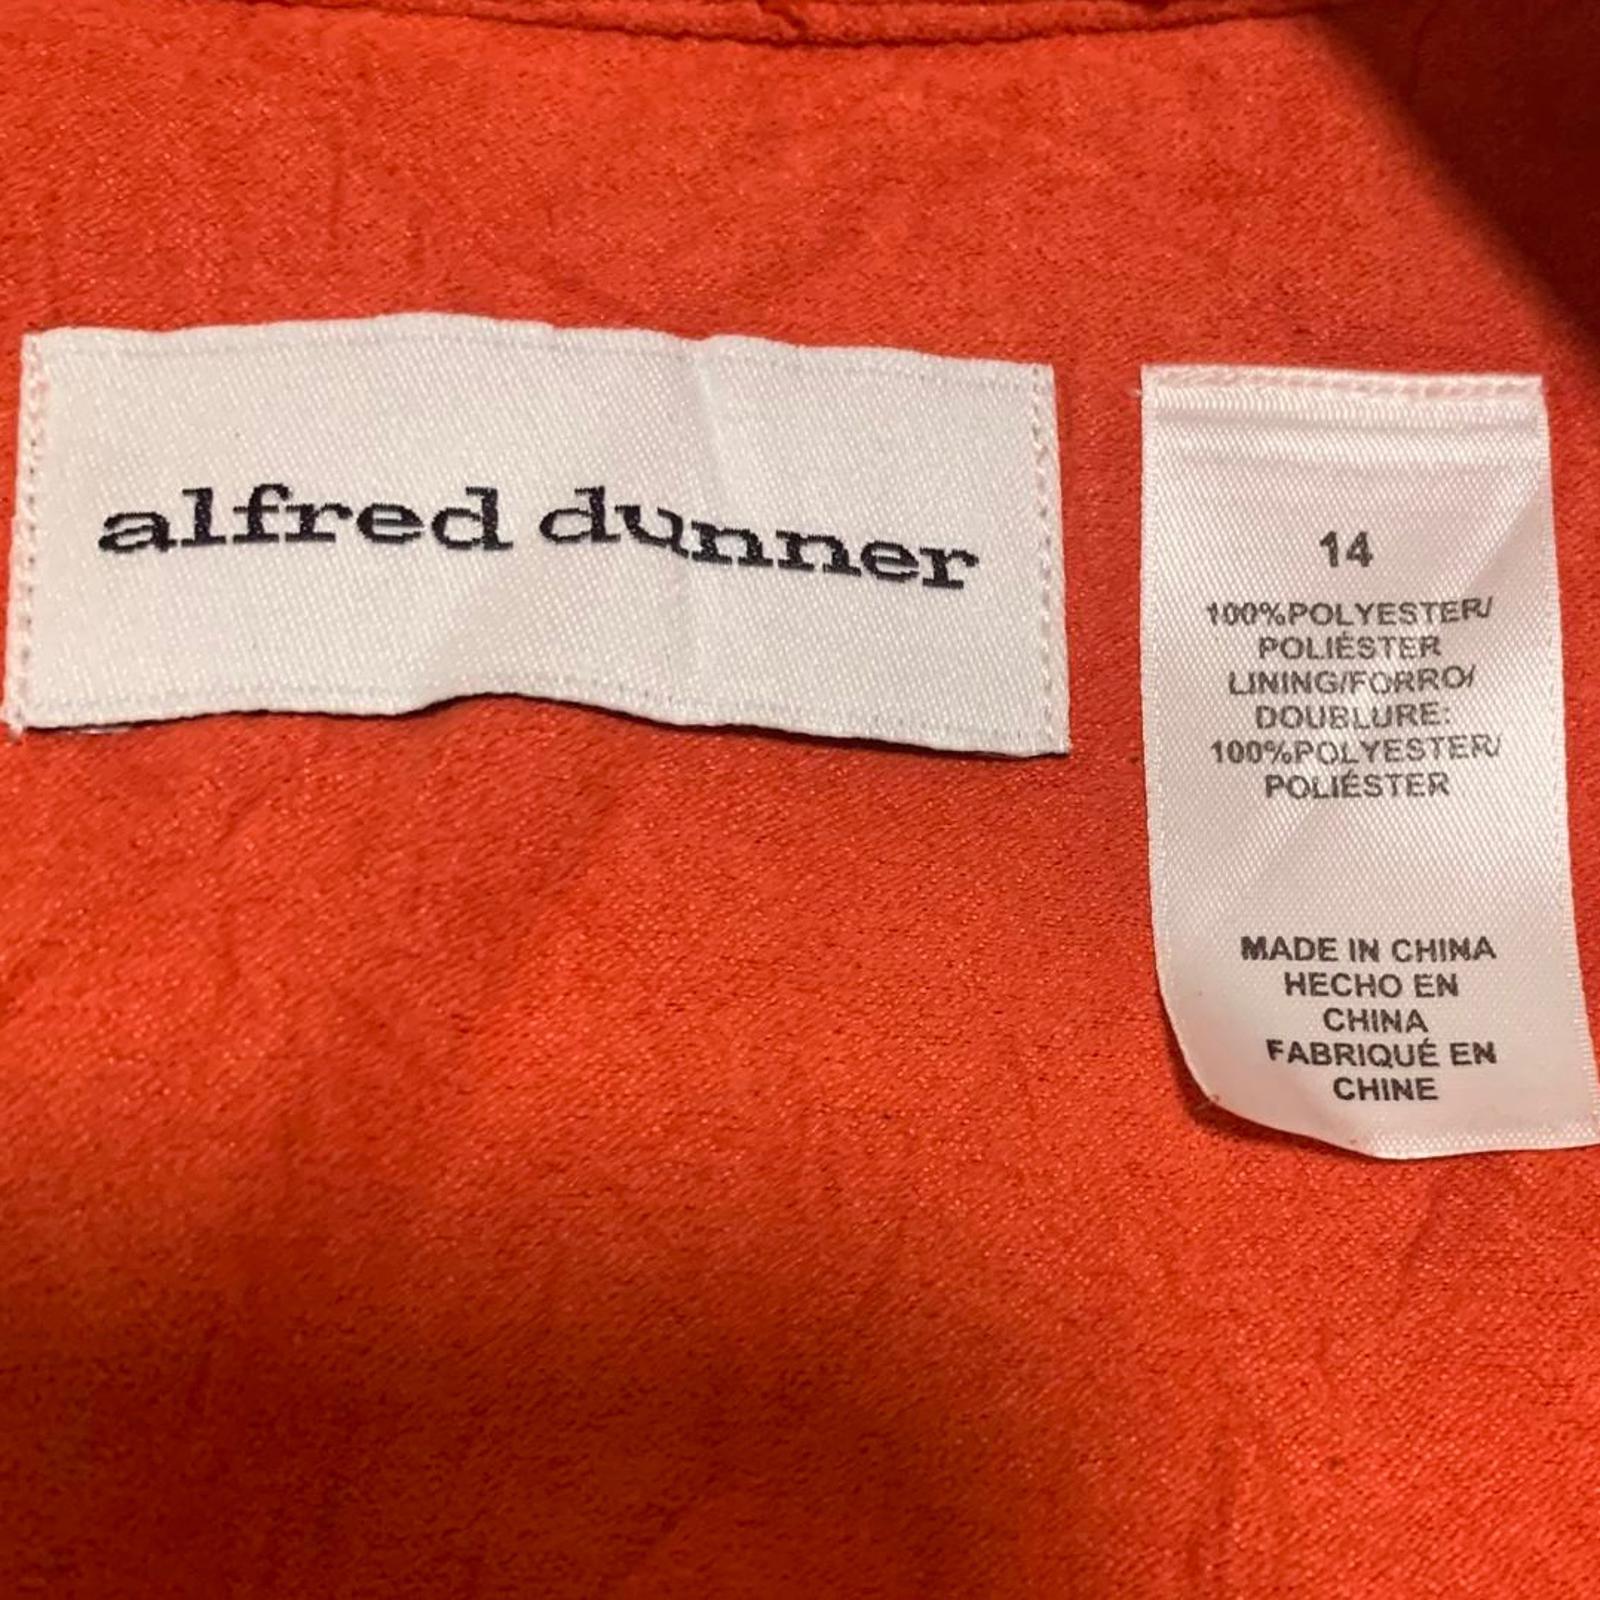 alfred dunner
14
100%POLYESTER/
POLIÉSTER
LINING/FORRO/
DOUBLURE:
100%POLYESTER/
POLIÉSTER
MADE IN CHINA
HECHO EN
CHINA
FABRIQUÉ EN
CHINE